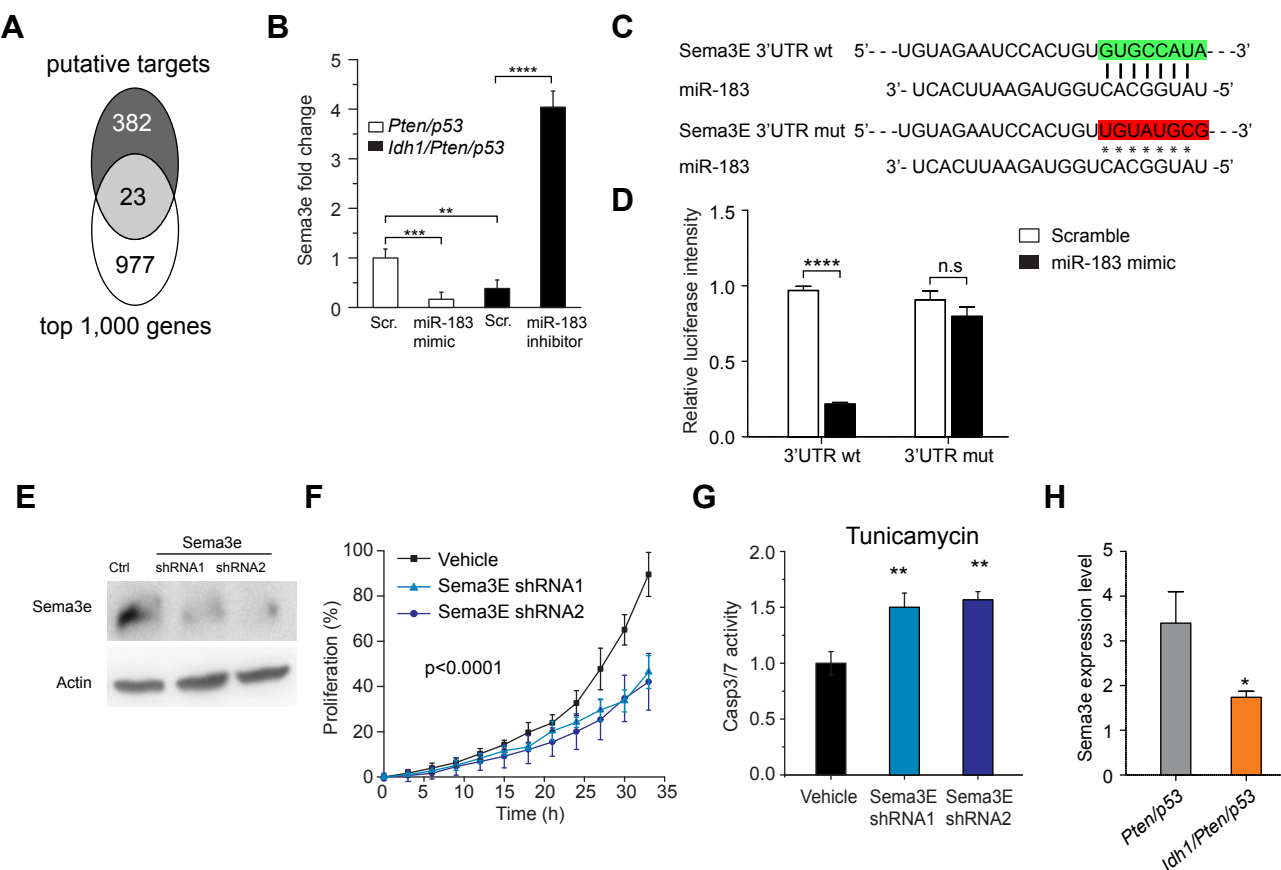 A
putative targets
382
23
977
top 1,000 genes
B
Sema3e fold change
5
4
3
2
1
0
****
**
***
Pten/p53
Idh1/Pten/p53
Scr.
miR-183 mimic
Scr.
miR-183 inhibitor
C
Sema3E 3’UTR wt 5’- - -UGUAGAAUCCACUGUGUGCCAUA- - -3’
miR-183 3’- UCACUUAAGAUGGUCACGGUAU -5’
Sema3E 3’UTR mut 5’- - -UGUAGAAUCCACUGUUGUAUGCG- - -3’
* * * * * * *
miR-183 3’- UCACUUAAGAUGGUCACGGUAU -5’
D
Relative luciferase intensity
1.5
1.0
0.5
0.0
****
n.s
Scramble
miR-183 mimic
3’UTR wt
3’UTR mut
E
Sema3e
Ctrl shRNA1 shRNA2
Sema3e
Actin
F
Proliferation (%)
100
80
60
40
20
0
Vehicle
Sema3E shRNA1
Sema3E shRNA2
p<0.0001
0 5 10 15 20 25 30 35
Time (h)
G
Tunicamycin
Casp3/7 activity
2.0
1.5
1.0
0.5
0.0
**
**
Vehicle
Sema3E shRNA1
Sema3E shRNA2
H
Sema3e expression level
5
4
3
2
1
0
*
Pten/p53
Idh1/Pten/p53